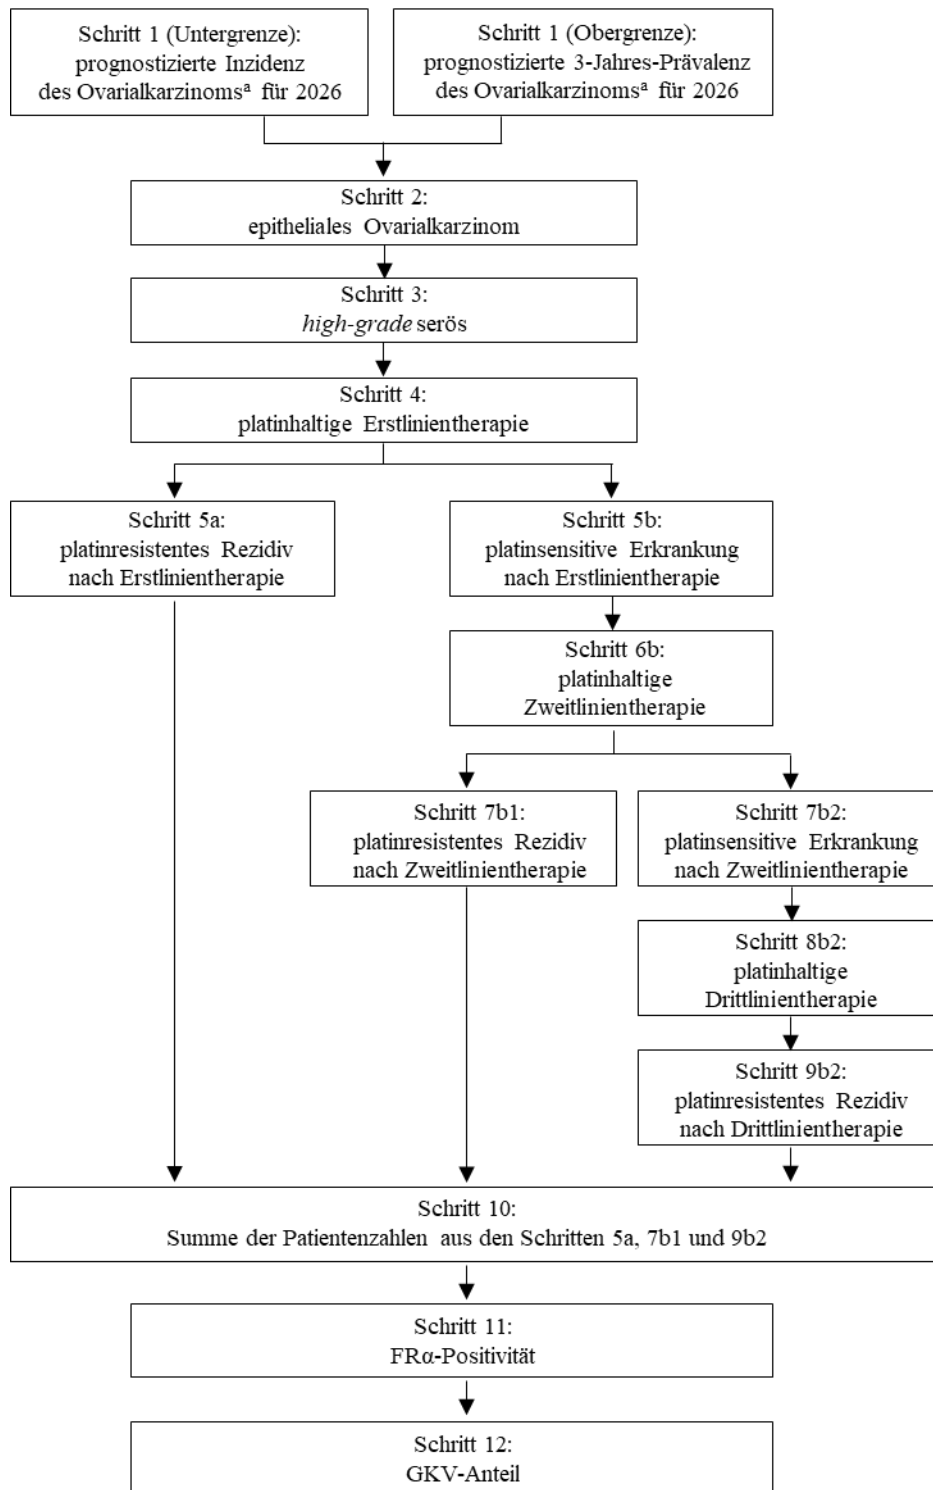 Schritt 1 (Untergrenze):
prognostizierte Inzidenz
des Ovarialkarzinomsᵃ für 2026
Schritt 1 (Obergrenze):
prognostizierte 3-Jahres-Prävalenz
des Ovarialkarzinomsᵃ für 2026
Schritt 2:
epitheliales Ovarialkarzinom
Schritt 3:
high-grade serös
Schritt 4:
platinhaltige Erstlinientherapie
Schritt 5a:
platinresistentes Rezidiv
nach Erstlinientherapie
Schritt 5b:
platinsensitive Erkrankung
nach Erstlinientherapie
Schritt 6b:
platinhaltige
Zweitlinientherapie
Schritt 7b1:
platinresistentes Rezidiv
nach Zweitlinientherapie
Schritt 7b2:
platinsensitive Erkrankung
nach Zweitlinientherapie
Schritt 8b2:
platinhaltige
Drittlinientherapie
Schritt 9b2:
platinresistentes Rezidiv
nach Drittlinientherapie
Schritt 10:
Summe der Patientenzahlen aus den Schritten 5a, 7b1 und 9b2
Schritt 11:
FRα-Positivität
Schritt 12:
GKV-Anteil